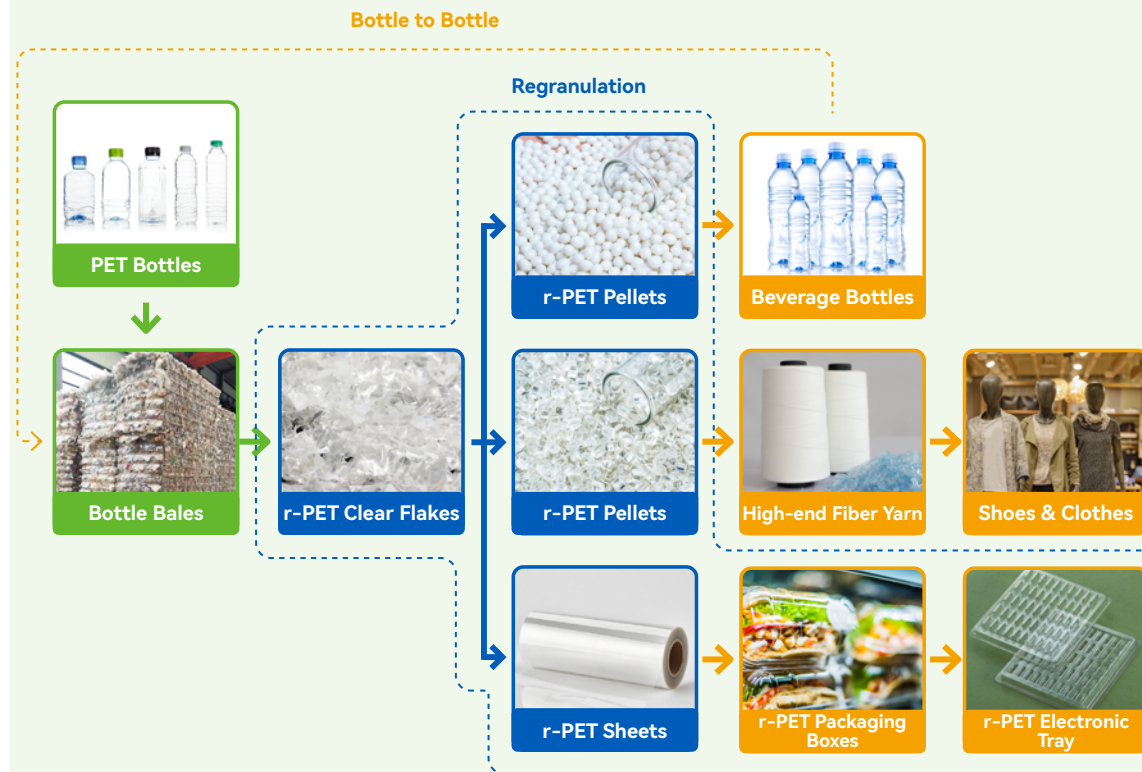 Bottle to Bottle
Regranulation
PET Bottles
r-PET Pellets
Beverage Bottles
Bottle Bales
r-PET Clear Flakes
r-PET Pellets
High-end Fiber Yarn
Shoes & Clothes
r-PET Sheets
r-PET Packaging
Boxes
r-PET Electronic
Tray